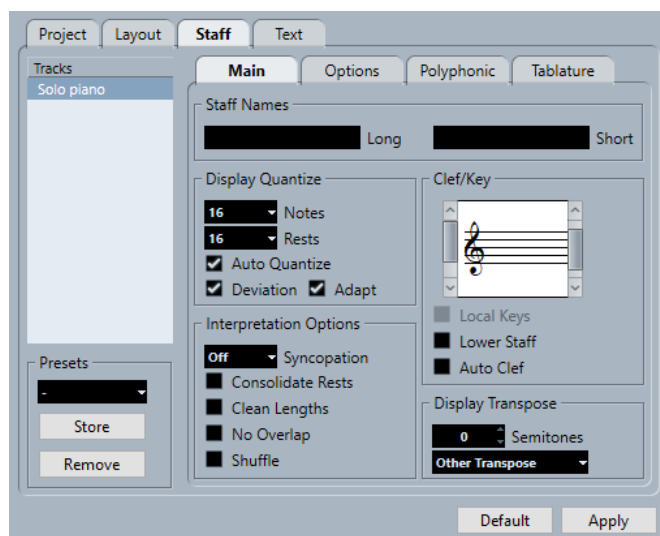 Project Layout Staff Text
Tracks
Solo piano
Main Options Polyphonic Tablature
Staff Names
Long Short
Display Quantize
16 Notes
16 Rests
Auto Quantize
Deviation Adapt
Clef/Key
Local Keys
Lower Staff
Auto Clef
Interpretation Options
Off Syncopation
Consolidate Rests
Clean Lengths
No Overlap
Shuffle
Display Transpose
0 Semitones
Other Transpose
Presets
-
Store
Remove
Default Apply